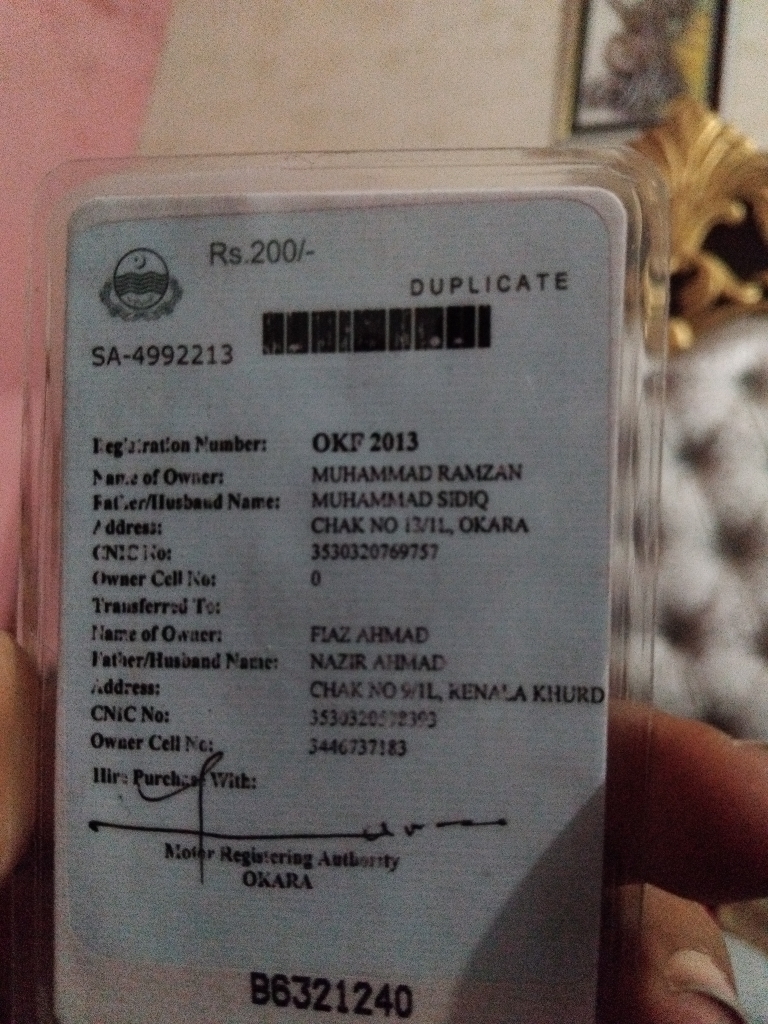 Rs.200/-
DUPLICATE
SA-4992213
Registration Number: OKF 2013
Name of Owner: MUHAMMAD RAMZAN
Father/Husband Name: MUHAMMAD SIDIQ
Address: CHAK NO 13/1L, OKARA
CNIC No: 3530320769757
Owner Cell No: 0
Transferred To:
Name of Owner: FIAZ AHMAD
Father/Husband Name: NAZIR AHMAD
Address: CHAK NO 9/1L, RENALA KHURD
CNIC No:
Owner Cell No: 3446737183
Hire Purchase With:
Motor Registering Authority
OKARA
B6321240